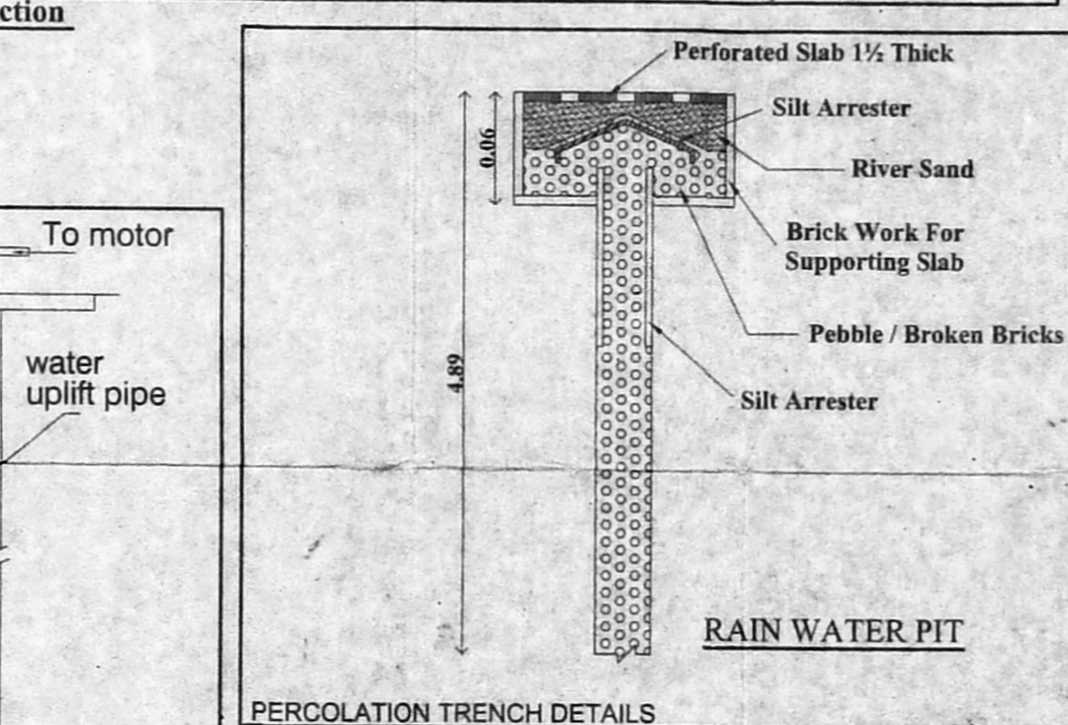 ction
Perforated Slab 1½ Thick
Silt Arrester
0.06
River Sand
To motor
Brick Work For
Supporting Slab
Pebble / Broken Bricks
water
uplift pipe
4.89
Silt Arrester
RAIN WATER PIT
PERCOLATION TRENCH DETAILS